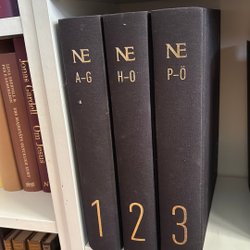 Jonas Gardell Om Jesus
NE
A-G
1
NE
H-O
2
NE
P-Ö
3